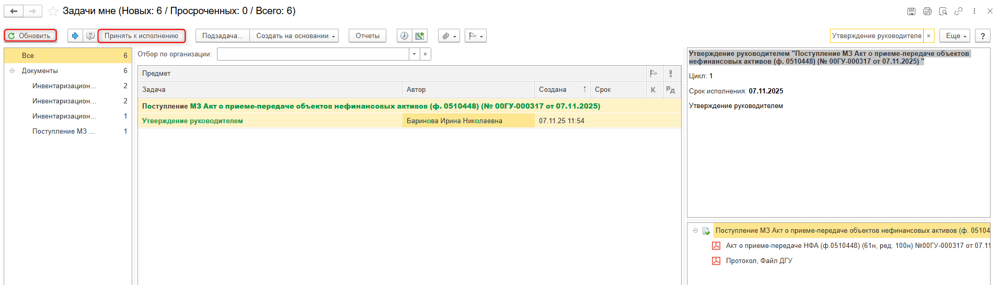 Задачи мне (Новых: 6 / Просроченных: 0 / Всего: 6)
Обновить
Принять к исполнению
Подзадача...
Создать на основании
Отчеты
Утверждение руководителе
Еще
?
Все 6
Документы 6
Инвентаризацион... 2
Инвентаризацион... 2
Инвентаризацион... 1
Поступление МЗ ... 1
Отбор по организации:
Предмет
Задача Автор Создана ↑ Срок К Рд
Поступление МЗ Акт о приеме-передаче объектов нефинансовых активов (ф. 0510448) (№ 00ГУ-000317 от 07.11.2025)
Утверждение руководителем Баринова Ирина Николаевна 07.11.25 11:54
Утверждение руководителем "Поступление МЗ Акт о приеме-передаче объектов
нефинансовых активов (ф. 0510448) (№ 00ГУ-000317 от 07.11.2025) "
Цикл: 1
Срок исполнения: 07.11.2025
Утверждение руководителем
Поступление МЗ Акт о приеме-передаче объектов нефинансовых активов (ф. 05104
Акт о приеме-передаче НФА (ф.0510448) (61н, ред. 100н) №00ГУ-000317 от 07.11
Протокол, Файл ДГУ